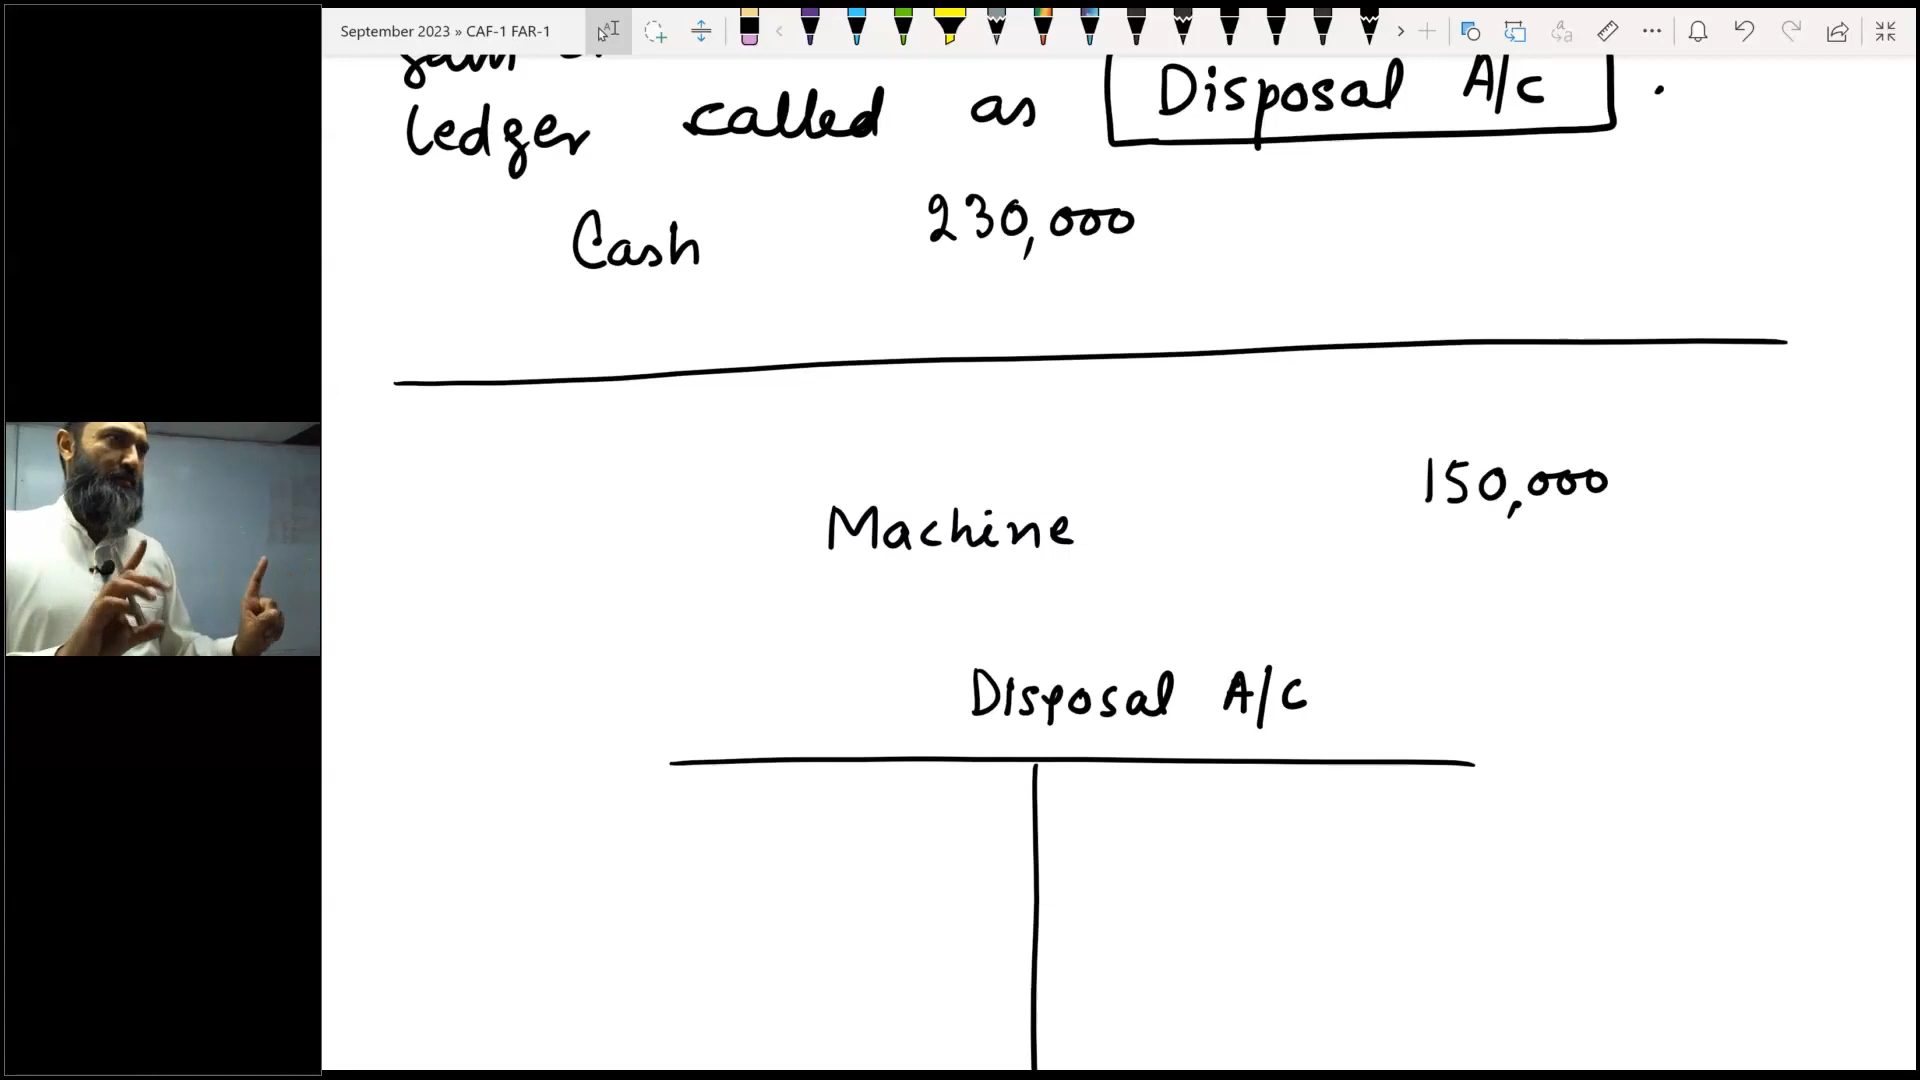 September 2023 » CAF-1 FAR-1
ledger called as Disposal A/c .
Cash 230,000
Machine 150,000
Disposal A/c